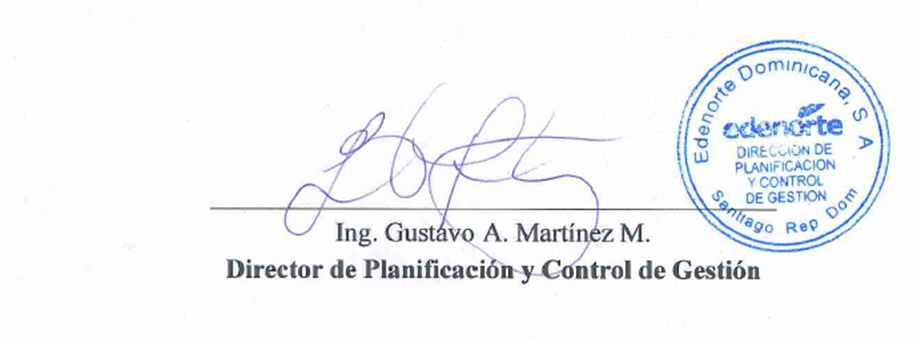 Edenorte Dominicana, S A
edenorte
DIRECCION DE
PLANIFICACION
Y CONTROL
DE GESTION
Santiago Rep Dom
Ing. Gustavo A. Martínez M.
Director de Planificación y Control de Gestión